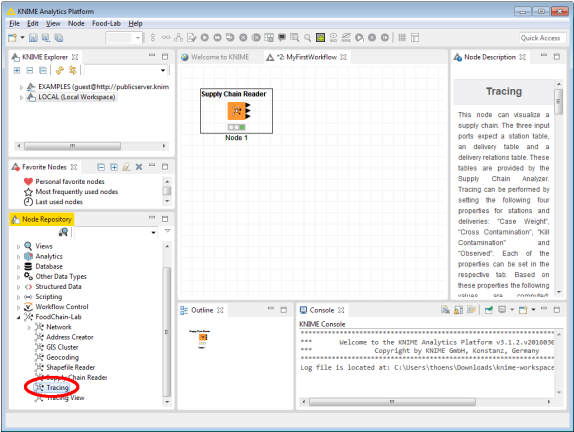 KNIME Analytics Platform
File Edit View Node Food-Lab Help
Quick Access
KNIME Explorer
EXAMPLES (guest@http://publicserver.knim
LOCAL (Local Workspace)
Favorite Nodes
Personal favorite nodes
Most frequently used nodes
Last used nodes
Node Repository
Views
Analytics
Database
Other Data Types
Structured Data
Scripting
Workflow Control
FoodChain-Lab
Network
Address Creator
GIS Cluster
Geocoding
Shapefile Reader
Supply Chain Reader
Tracing
Tracing View
Welcome to KNIME
*2: MyFirstWorkflow
Supply Chain Reader
Node 1
Outline
Supply Chain Reader
Node 1
Console
KNIME Console
***********************************************
*** Welcome to the KNIME Analytics Platform v3.1.2.v2016030
*** Copyright by KNIME GmbH, Konstanz, Germany
***********************************************
Log file is located at: C:\Users\thoens\Downloads\knime-workspace
Node Description
Tracing
This node can visualize a
supply chain. The three input
ports expect a station table,
an delivery table and a
delivery relations table. These
tables are provided by the
Supply Chain Analyzer.
Tracing can be performed by
setting the following four
properties for stations and
deliveries: "Case Weight",
"Cross Contamination", "Kill
Contamination" and
"Observed". Each of the
properties can be set in the
respective tab. Based on
these properties the following
values are computed: